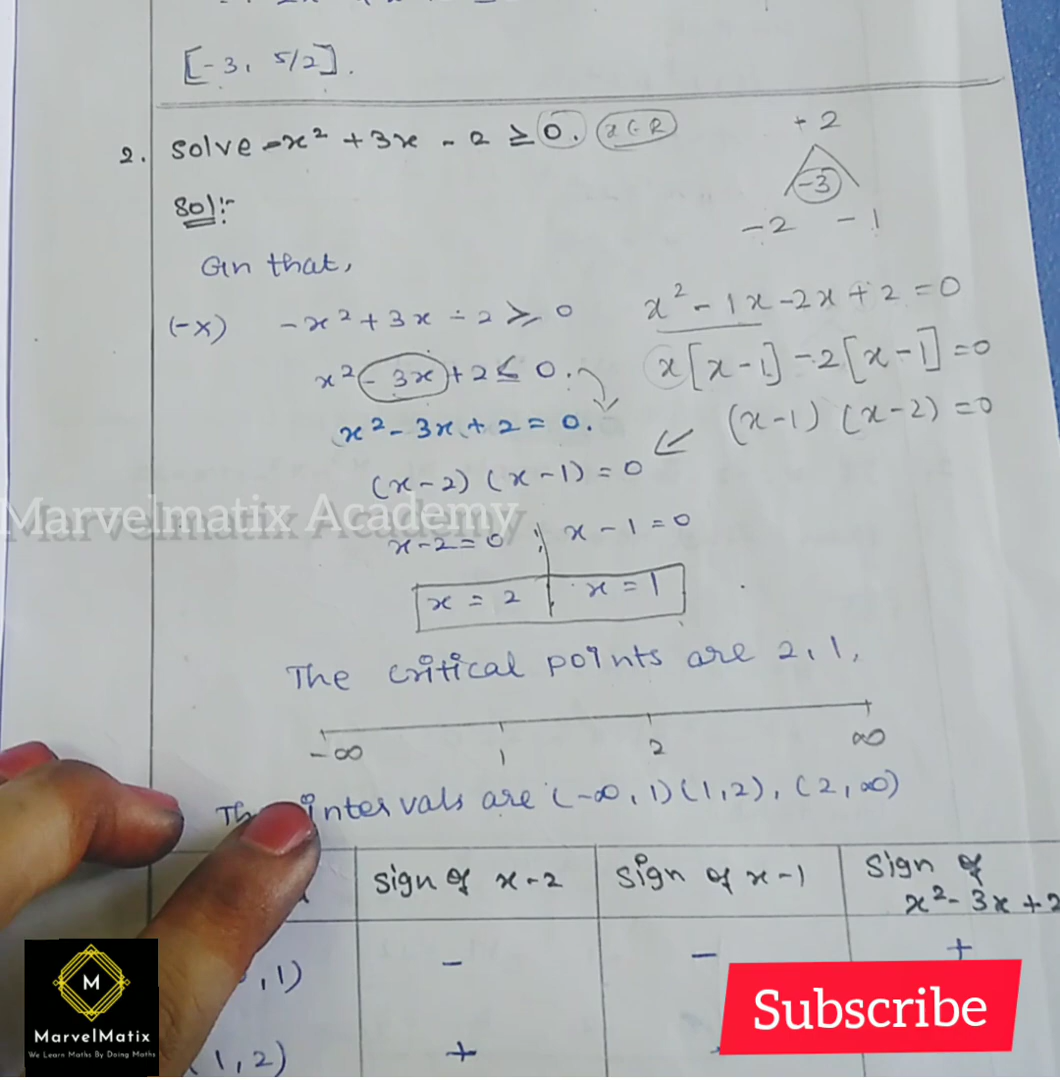 [-3, 5/2].
2. Solve -x² + 3x - 2 ≥ 0. x ∈ R
+ 2
-3
-2 -1
Sol:-
Gn that,
(-x) -x² + 3x - 2 ≥ 0
x² - 3x + 2 ≤ 0.
x² - 3x + 2 = 0.
(x-2) (x-1) = 0
x² - 1x - 2x + 2 = 0
x[x-1] - 2[x-1] = 0
(x-1) (x-2) = 0
Marvelmatix Academy
x-2 = 0 ; x-1 = 0
x = 2 x = 1
The critical points are 2, 1,
-∞ 1 2 ∞
intervals are (-∞, 1) (1, 2), (2, ∞)
Sign of x-2 Sign of x-1 Sign of x² - 3x + 2
, 1) - - +
1, 2) +
M
MarvelMatix
We Learn Maths By Doing Maths
Subscribe